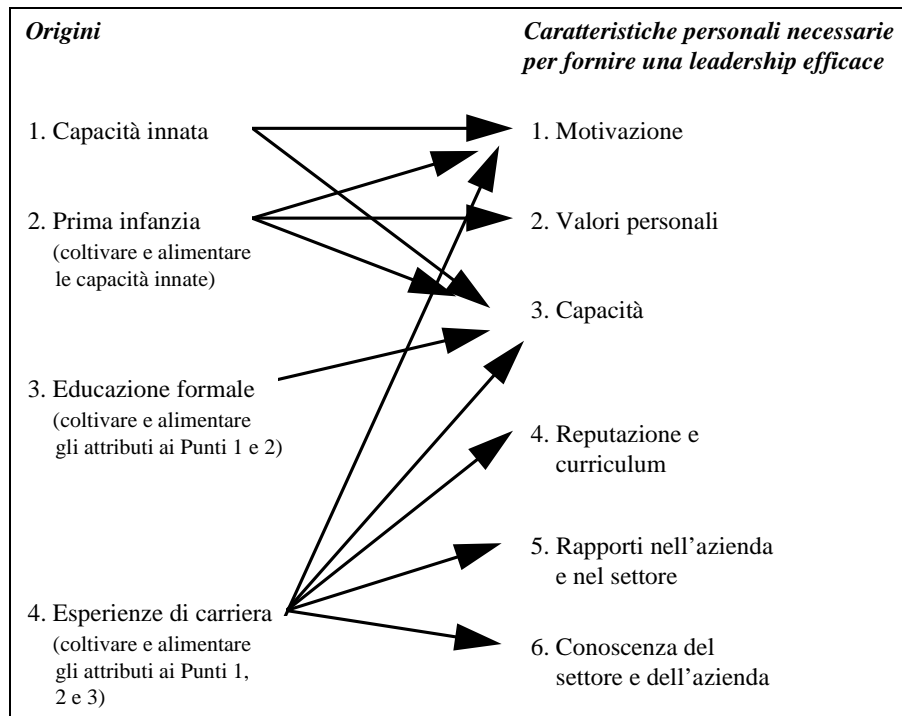 Origini
Caratteristiche personali necessarie
per fornire una leadership efficace
1. Capacità innata
2. Prima infanzia
(coltivare e alimentare
le capacità innate)
3. Educazione formale
(coltivare e alimentare
gli attributi ai Punti 1 e 2)
4. Esperienze di carriera
(coltivare e alimentare
gli attributi ai Punti 1,
2 e 3)
1. Motivazione
2. Valori personali
3. Capacità
4. Reputazione e
curriculum
5. Rapporti nell’azienda
e nel settore
6. Conoscenza del
settore e dell’azienda